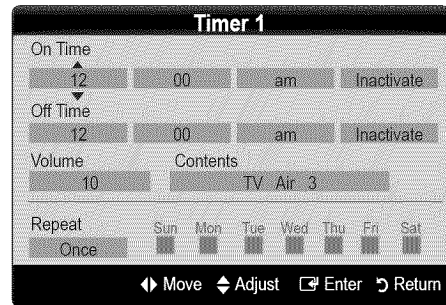 Timer 1
On Time
12 00 am Inactivate
Off Time
12 00 am Inactivate
Volume Contents
10 TV Air 3
Repeat Sun Mon Tue Wed Thu Fri Sat
Once
Move Adjust Enter Return